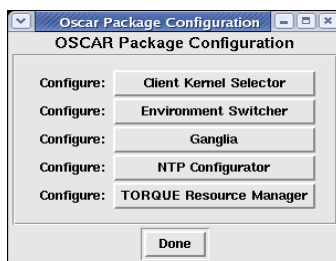 Oscar Package Configuration
OSCAR Package Configuration
Configure: Client Kernel Selector
Configure: Environment Switcher
Configure: Ganglia
Configure: NTP Configurator
Configure: TORQUE Resource Manager
Done